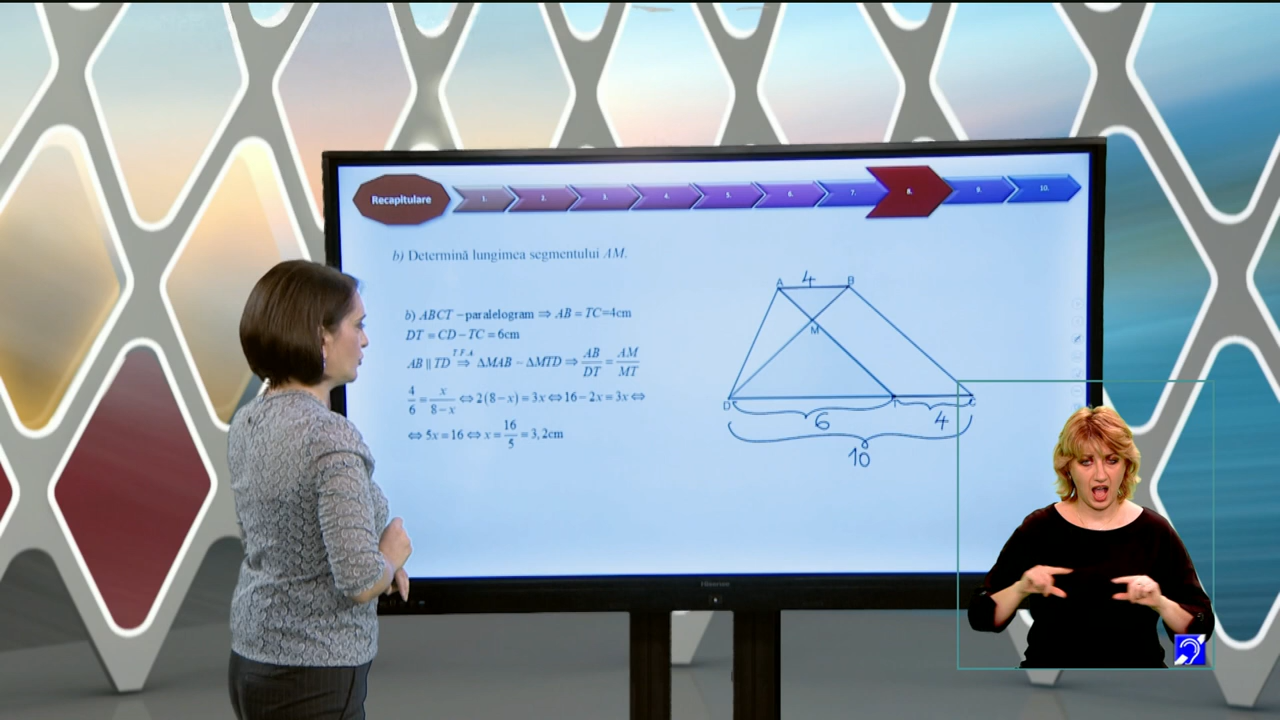 Recapitulare
1. 2. 3. 4. 5. 6. 7. 8. 9. 10.
b) Determină lungimea segmentului AM.
b) ABCT −paralelogram ⇒ AB = TC=4cm
DT = CD − TC = 6cm
AB || TD T.F.A ⇒ ΔMAB ~ ΔMTD ⇒ AB/DT = AM/MT
4/6 = x/8−x ⇔ 2(8−x) = 3x ⇔ 16−2x = 3x ⇔
⇔ 5x = 16 ⇔ x = 16/5 = 3,2cm
4
A B
M
D T C
6 4
10